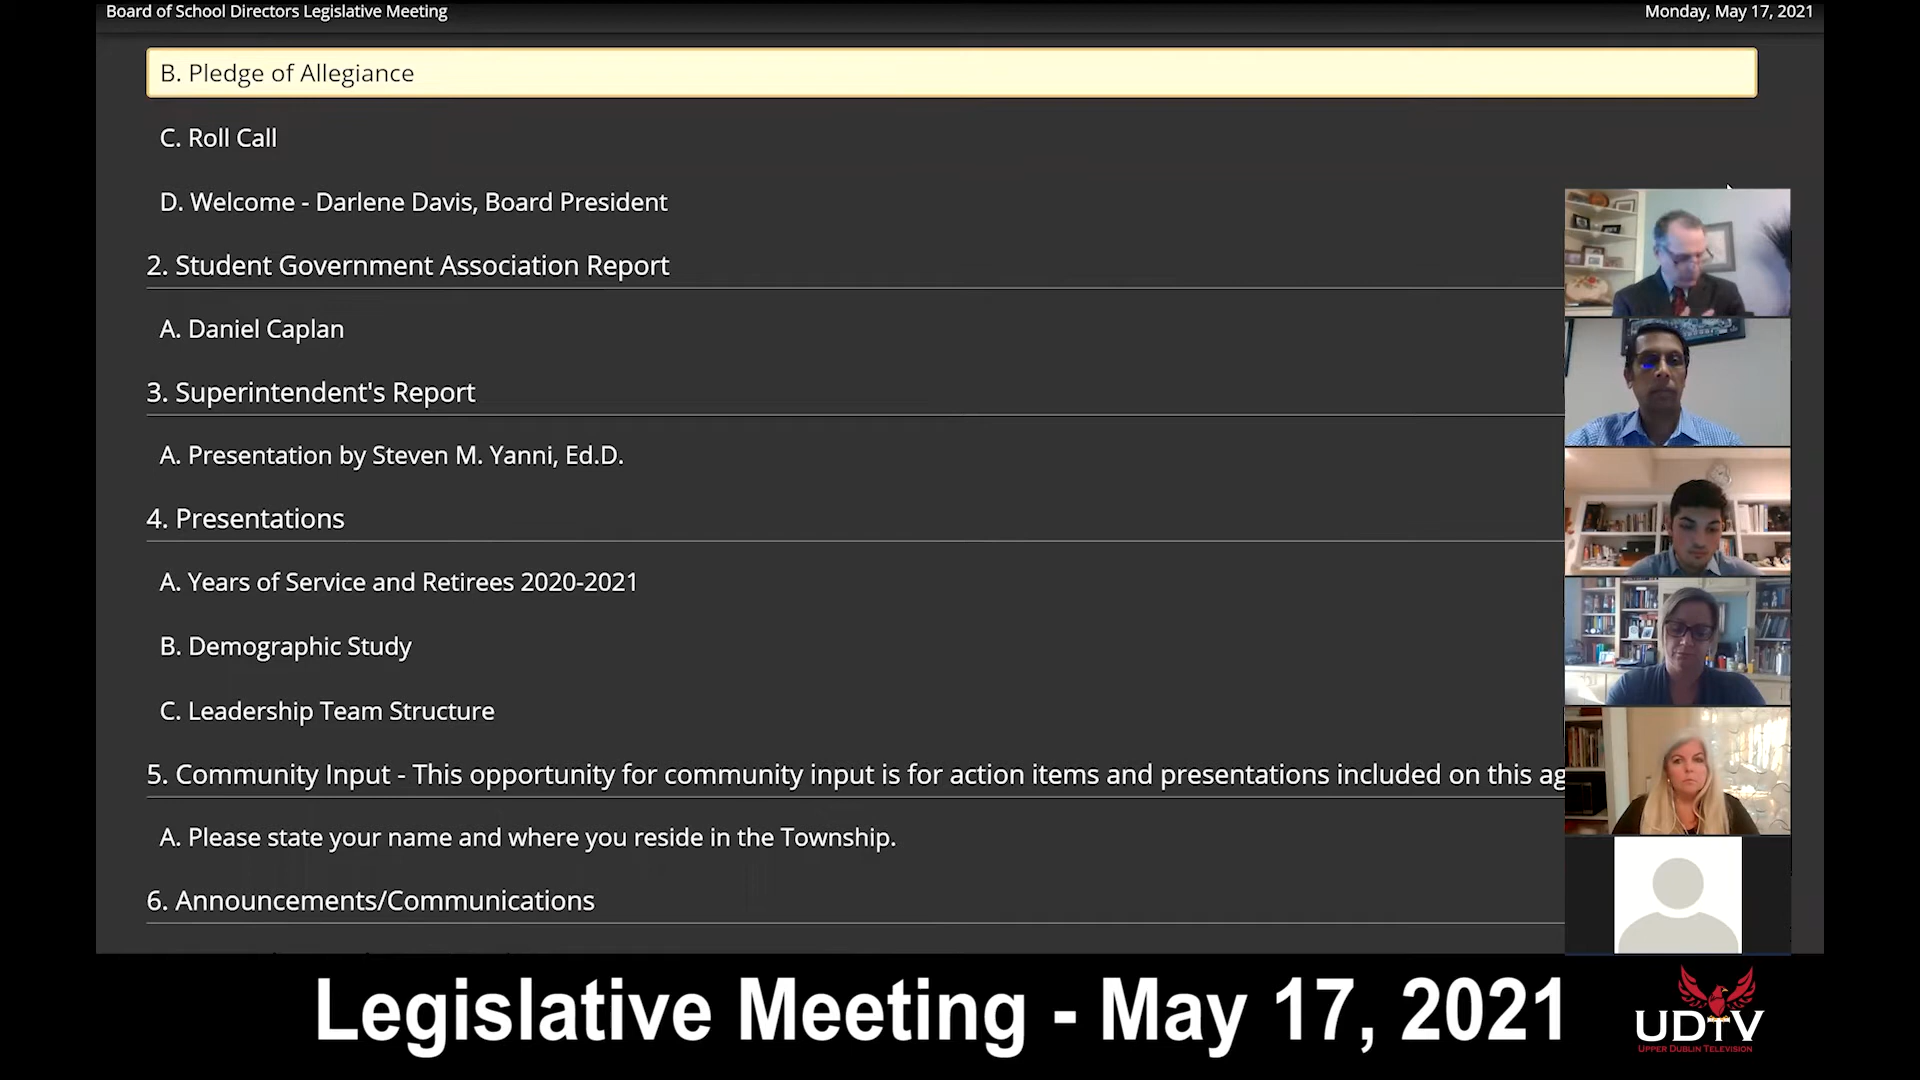 Board of School Directors Legislative Meeting
Monday, May 17, 2021
B. Pledge of Allegiance
C. Roll Call
D. Welcome - Darlene Davis, Board President
2. Student Government Association Report
A. Daniel Caplan
3. Superintendent's Report
A. Presentation by Steven M. Yanni, Ed.D.
4. Presentations
A. Years of Service and Retirees 2020-2021
B. Demographic Study
C. Leadership Team Structure
5. Community Input - This opportunity for community input is for action items and presentations included on this ag
A. Please state your name and where you reside in the Township.
6. Announcements/Communications
Legislative Meeting - May 17, 2021
UDTV
UPPER DUBLIN TELEVISION